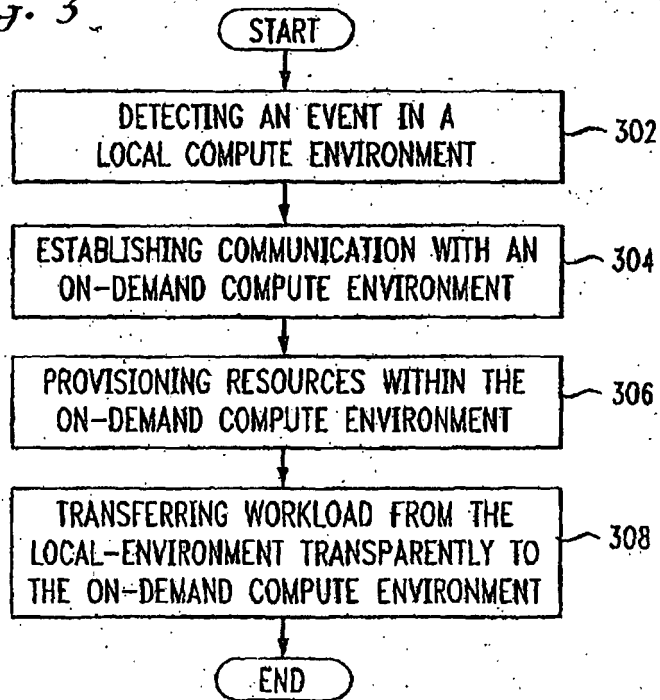 Fig. 3
START
DETECTING AN EVENT IN A
LOCAL COMPUTE ENVIRONMENT
302
ESTABLISHING COMMUNICATION WITH AN
ON-DEMAND COMPUTE ENVIRONMENT
304
PROVISIONING RESOURCES WITHIN THE
ON-DEMAND COMPUTE ENVIRONMENT
306
TRANSFERRING WORKLOAD FROM THE
LOCAL-ENVIRONMENT TRANSPARENTLY TO
THE ON-DEMAND COMPUTE ENVIRONMENT
308
END